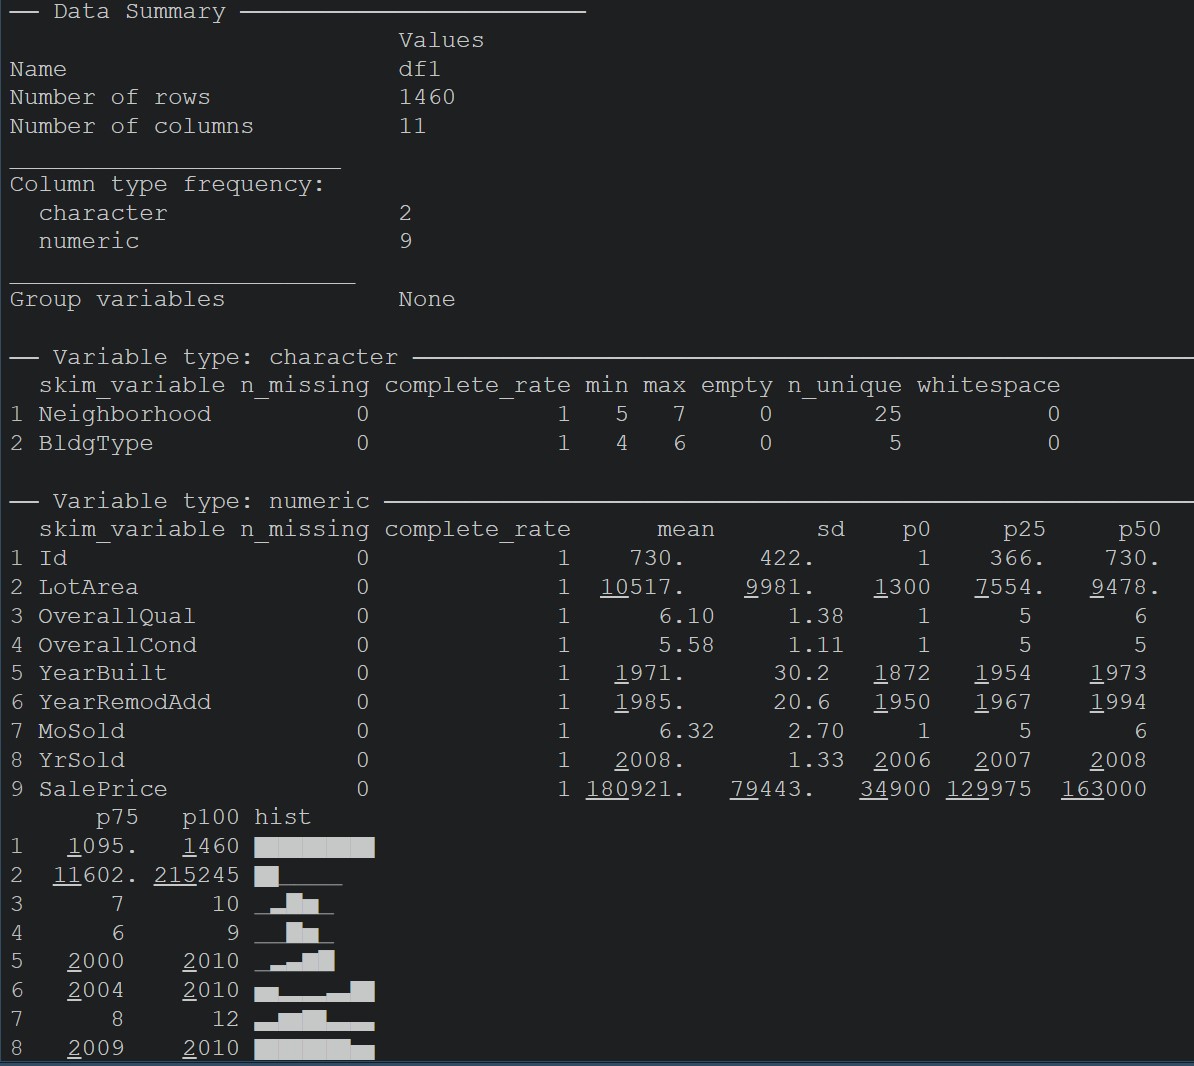 ── Data Summary ────────────────────────
                           Values
Name                       df1
Number of rows             1460
Number of columns          11
_______________________
Column type frequency:
  character                2
  numeric                  9
________________________
Group variables            None
── Variable type: character ──────────────────────
  skim_variable n_missing complete_rate min max empty n_unique whitespace
1 Neighborhood          0             1   5   7     0       25          0
2 BldgType              0             1   4   6     0        5          0
── Variable type: numeric ────────────────────────
  skim_variable n_missing complete_rate      mean       sd    p0     p25     p50
1 Id                    0             1    730.     422.       1    366.    730.
2 LotArea               0             1  10517.    9981.    1300   7554.   9478.
3 OverallQual           0             1      6.10     1.38     1      5       6
4 OverallCond           0             1      5.58     1.11     1      5       5
5 YearBuilt             0             1   1971.      30.2   1872   1954    1973
6 YearRemodAdd          0             1   1985.      20.6   1950   1967    1994
7 MoSold                0             1      6.32     2.70     1      5       6
8 YrSold                0             1   2008.       1.33  2006   2007    2008
9 SalePrice             0             1 180921.   79443.   34900 129975  163000
      p75   p100 hist
1   1095.   1460
2  11602. 215245
3      7      10
4      6       9
5   2000    2010
6   2004    2010
7      8      12
8   2009    2010